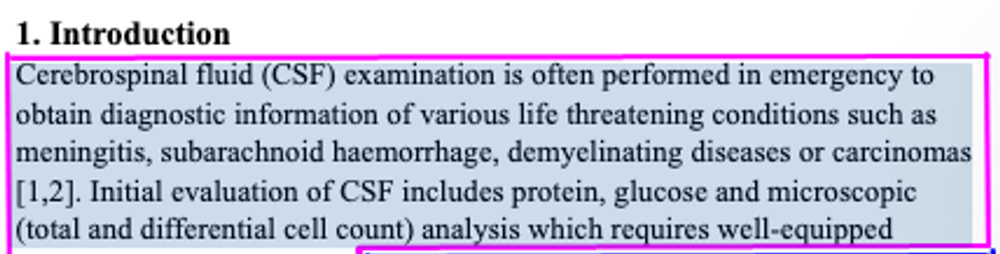 1. Introduction
Cerebrospinal fluid (CSF) examination is often performed in emergency to
obtain diagnostic information of various life threatening conditions such as
meningitis, subarachnoid haemorrhage, demyelinating diseases or carcinomas
[1,2]. Initial evaluation of CSF includes protein, glucose and microscopic
(total and differential cell count) analysis which requires well-equipped